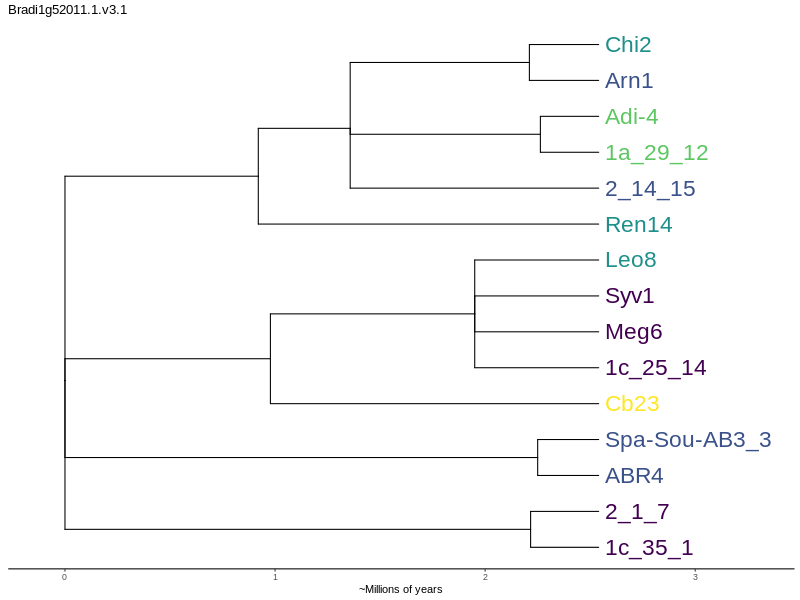 Bradi1g52011.1.v3.1
Chi2
Arn1
Adi-4
1a_29_12
2_14_15
Ren14
Leo8
Syv1
Meg6
1c_25_14
Cb23
Spa-Sou-AB3_3
ABR4
2_1_7
1c_35_1
0 1 2 3
~Millions of years